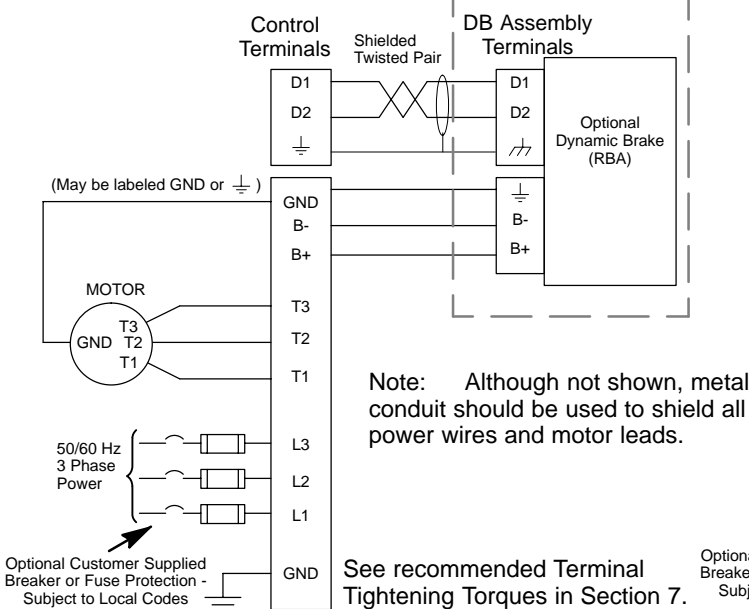 Control
Terminals
Shielded
Twisted Pair
DB Assembly
Terminals
D1
D2
D1
D2
Optional
Dynamic Brake
(RBA)
(May be labeled GND or ⏚ )
GND
B-
B+
B-
B+
MOTOR
GND
T3
T2
T1
T3
T2
T1
Note: Although not shown, metal
conduit should be used to shield all
power wires and motor leads.
50/60 Hz
3 Phase
Power
L3
L2
L1
Optional Customer Supplied
Breaker or Fuse Protection -
Subject to Local Codes
GND
See recommended Terminal
Tightening Torques in Section 7.
Optiona
Breake
Subj